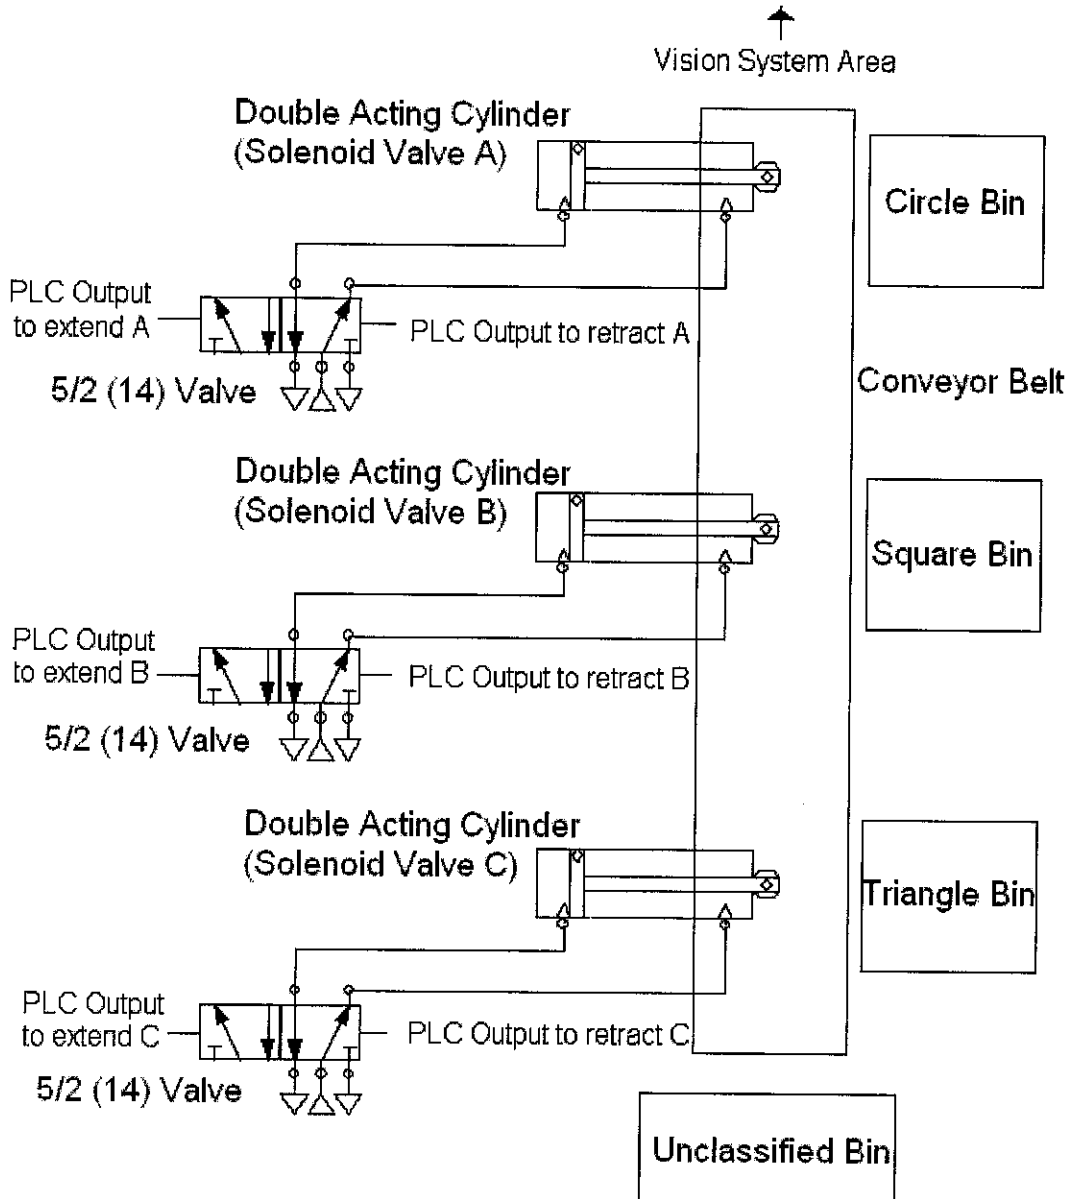 Vision System Area
Double Acting Cylinder
(Solenoid Valve A)
Circle Bin
PLC Output
to extend A
PLC Output to retract A
5/2 (14) Valve
Conveyor Belt
Double Acting Cylinder
(Solenoid Valve B)
Square Bin
PLC Output
to extend B
PLC Output to retract B
5/2 (14) Valve
Double Acting Cylinder
(Solenoid Valve C)
Triangle Bin
PLC Output
to extend C
PLC Output to retract C
5/2 (14) Valve
Unclassified Bin